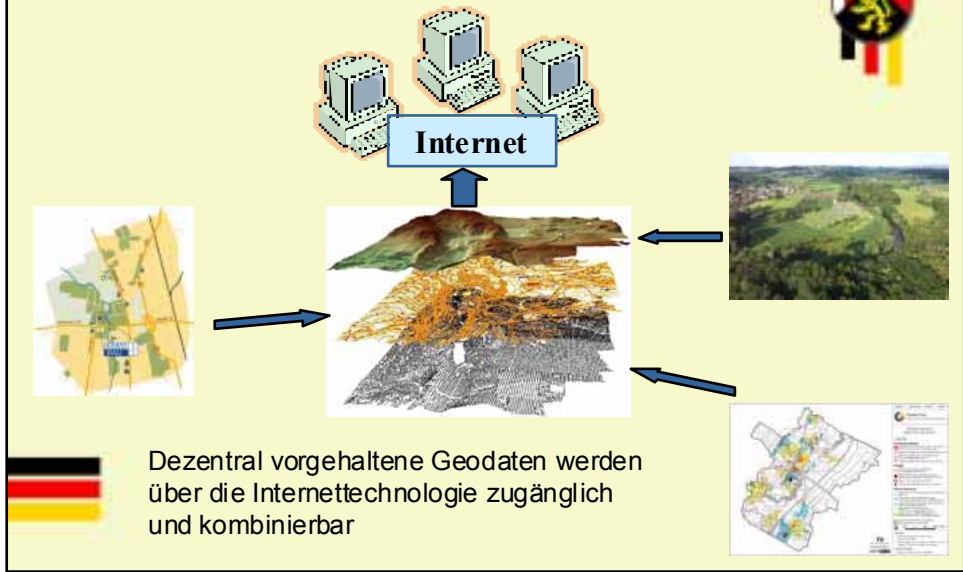 Internet
Dezentral vorgehaltene Geodaten werden
über die Internettechnologie zugänglich
und kombinierbar